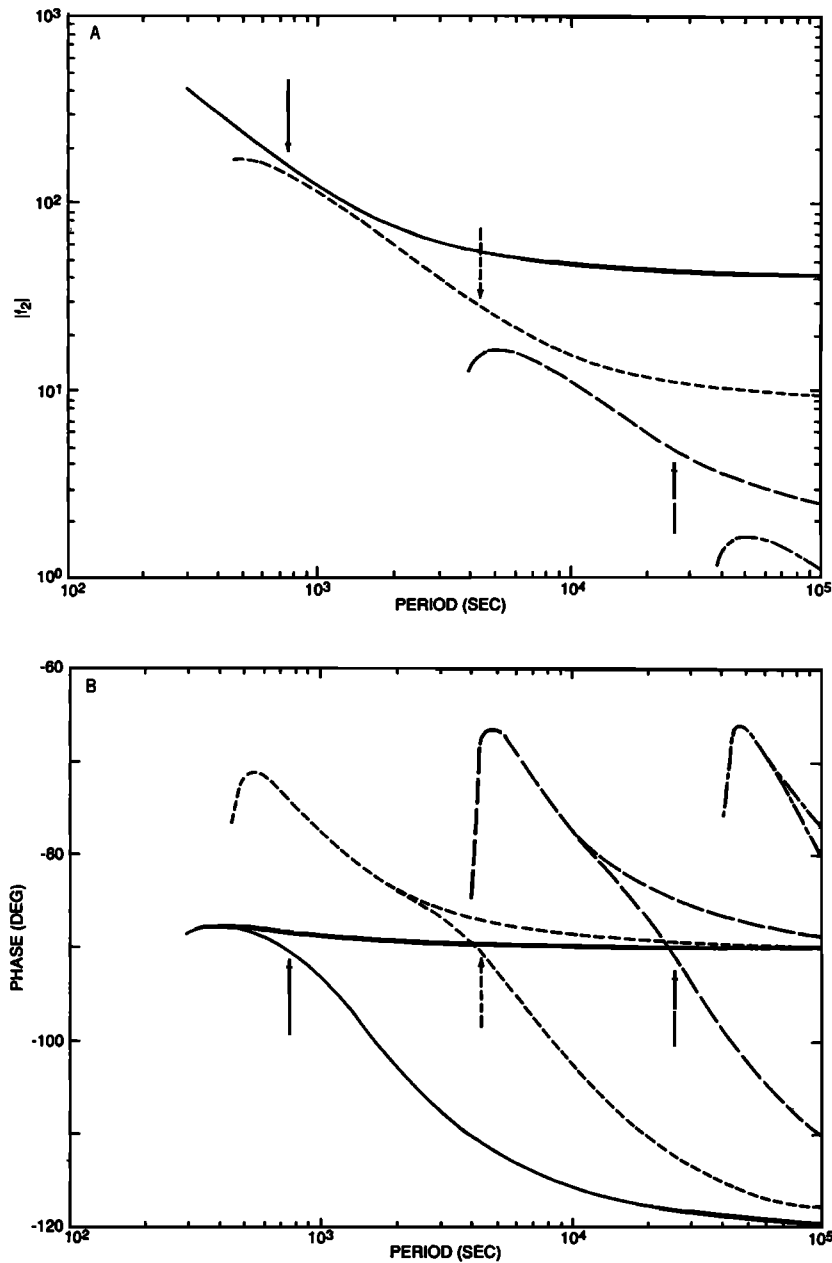 A
10³
10²
10¹
10⁰
|f₂|
10²
10³
10⁴
10⁵
PERIOD (SEC)
B
-60
-80
-100
-120
PHASE (DEG)
10²
10³
10⁴
10⁵
PERIOD (SEC)